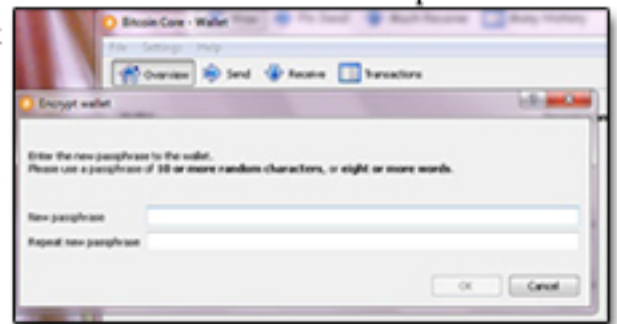 Bitcoin Core - Wallet
File Settings Help
Overview Send Receive Transactions
Encrypt wallet
Enter the new passphrase to the wallet.
Please use a passphrase of 10 or more random characters, or eight or more words.
New passphrase
Repeat new passphrase
OK Cancel